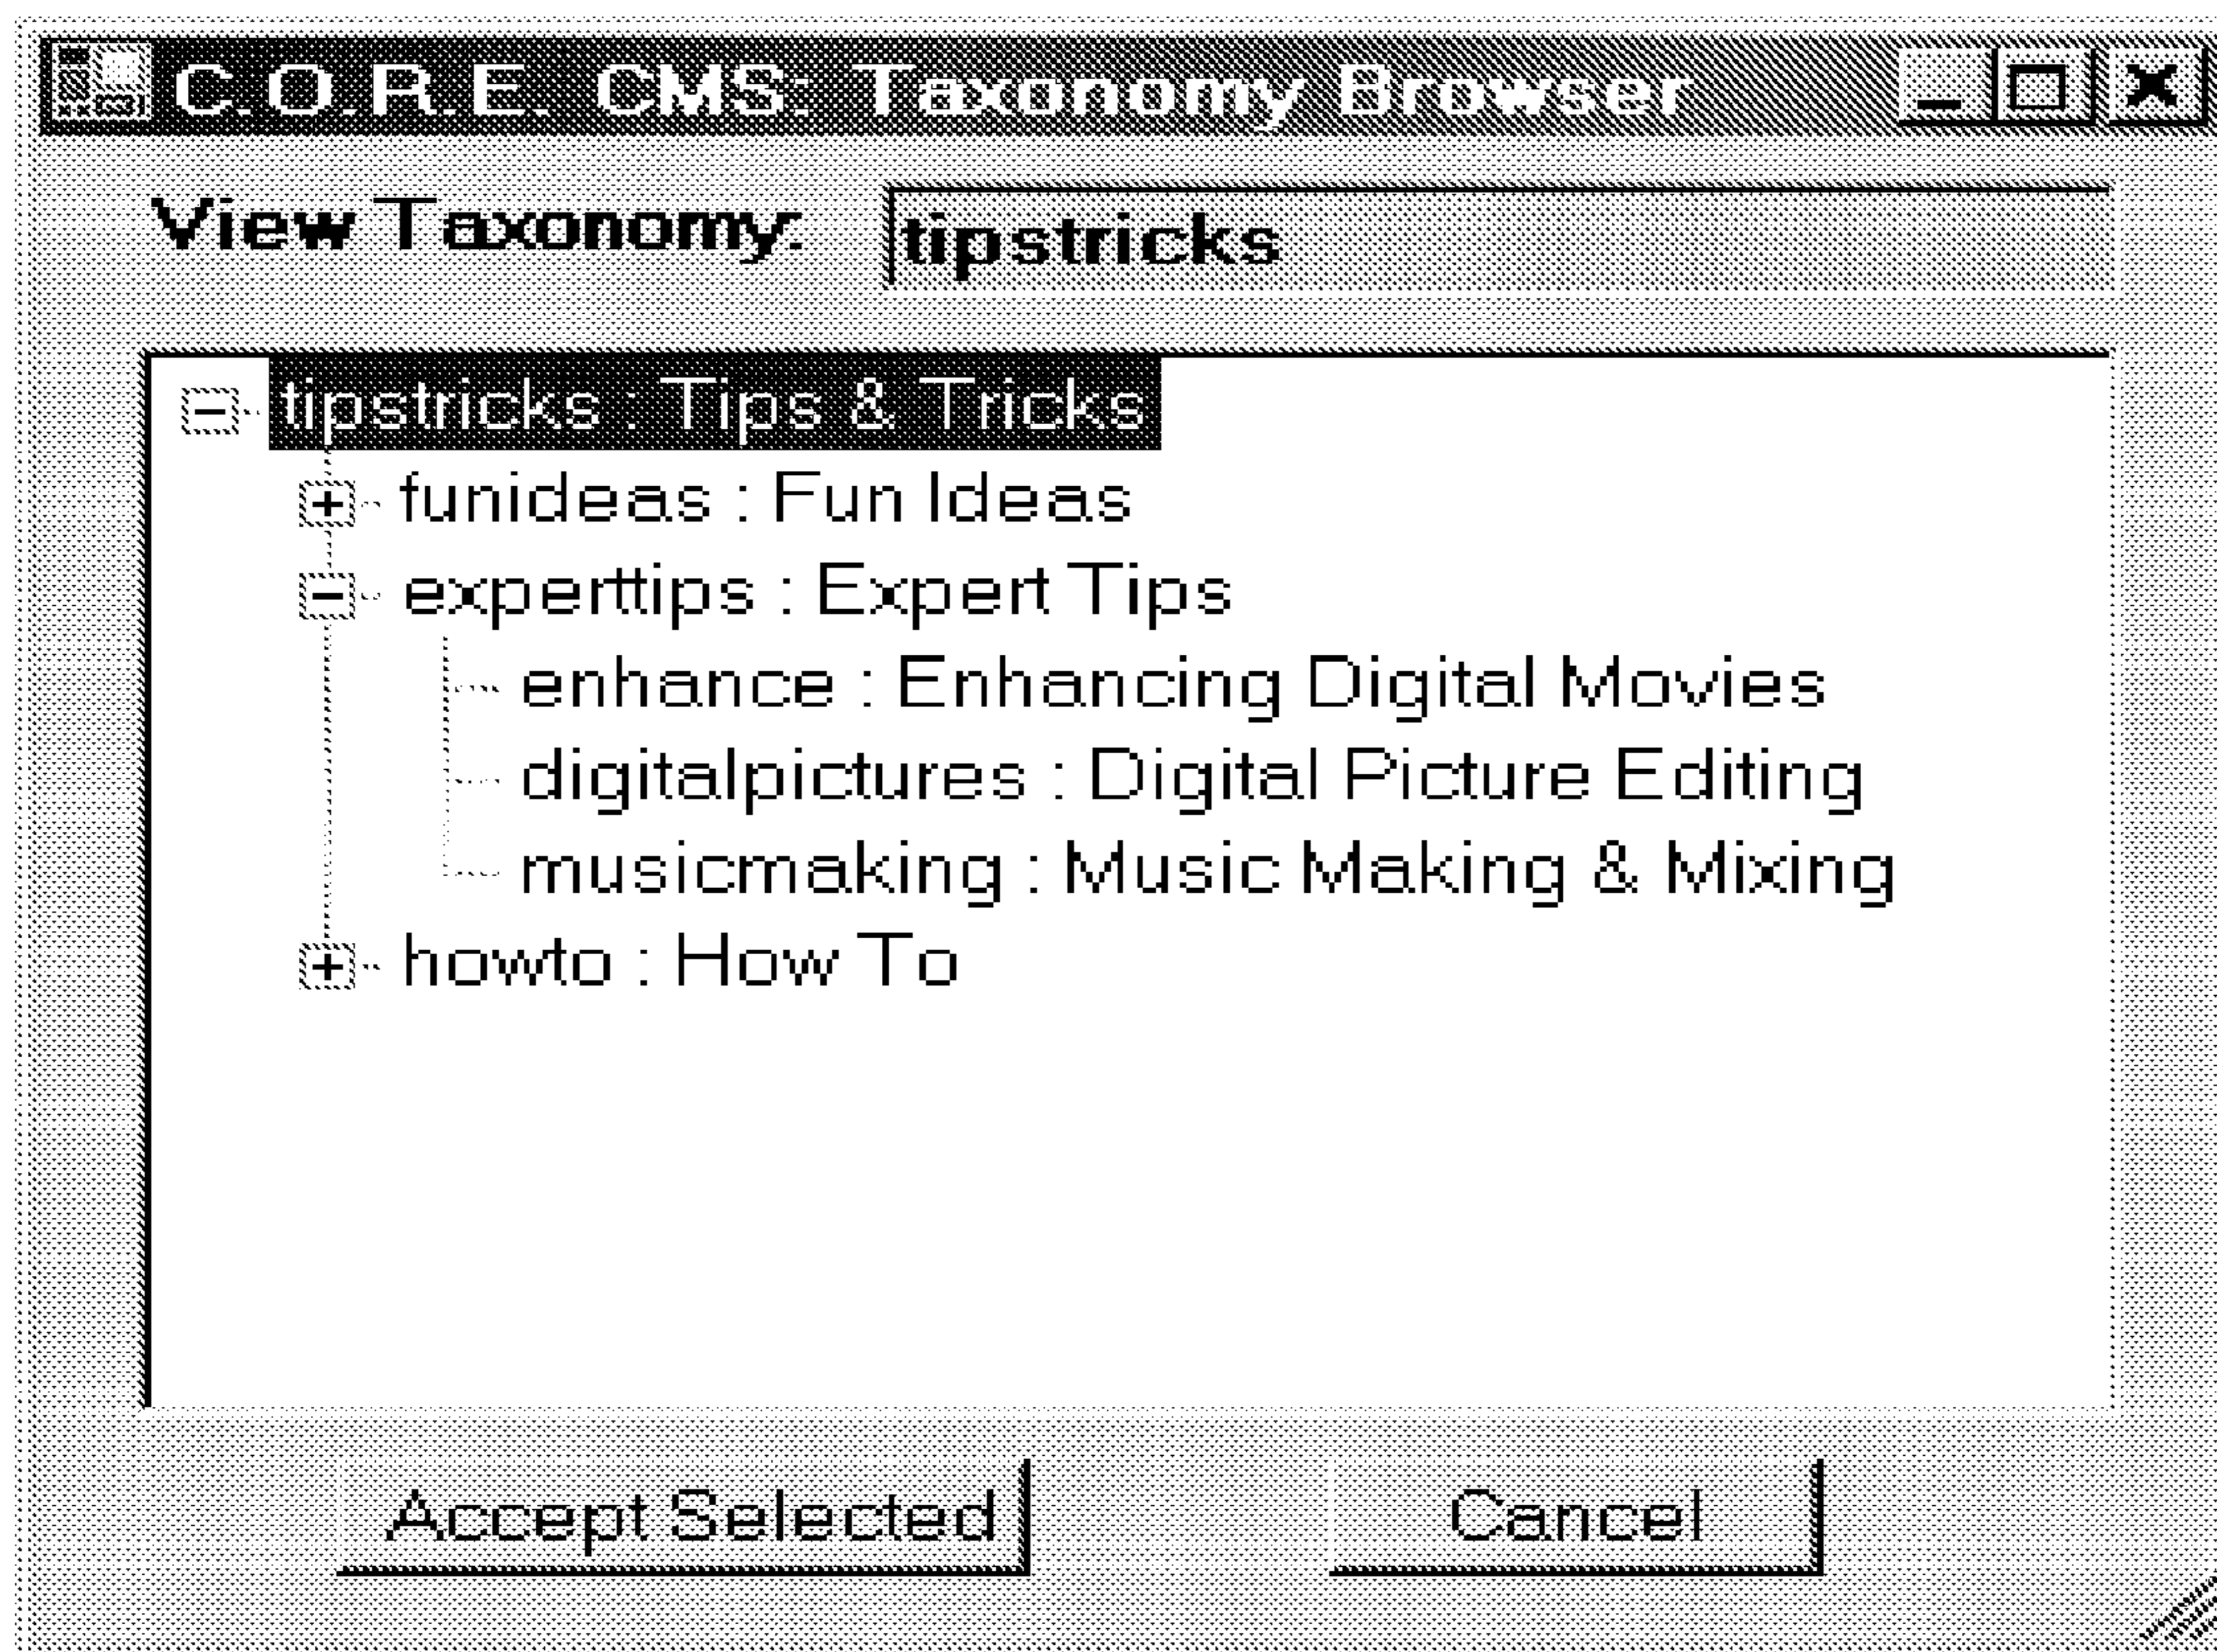 C.O.R.E. CMS: Taxonomy Browser
View Taxonomy: tipstricks
tipstricks : Tips & Tricks
funideas : Fun Ideas
experttips : Expert Tips
enhance : Enhancing Digital Movies
digitalpictures : Digital Picture Editing
musicmaking : Music Making & Mixing
howto : How To
Accept Selected Cancel